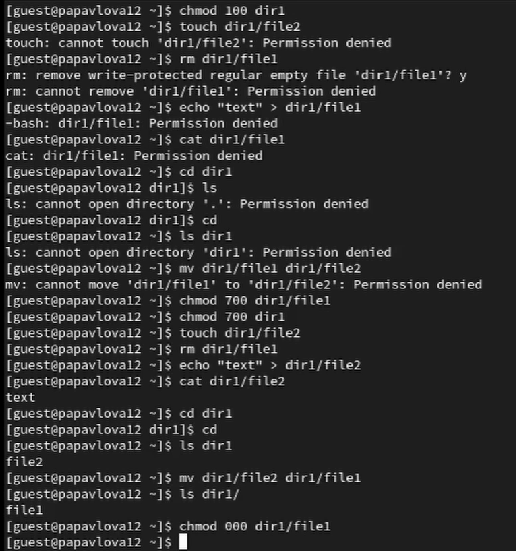 [guest@papavlova12 ~]$ chmod 100 dir1
[guest@papavlova12 ~]$ touch dir1/file2
touch: cannot touch 'dir1/file2': Permission denied
[guest@papavlova12 ~]$ rm dir1/file1
rm: remove write-protected regular empty file 'dir1/file1'? y
rm: cannot remove 'dir1/file1': Permission denied
[guest@papavlova12 ~]$ echo "text" > dir1/file1
-bash: dir1/file1: Permission denied
[guest@papavlova12 ~]$ cat dir1/file1
cat: dir1/file1: Permission denied
[guest@papavlova12 ~]$ cd dir1
[guest@papavlova12 dir1]$ ls
ls: cannot open directory '.': Permission denied
[guest@papavlova12 dir1]$ cd
[guest@papavlova12 ~]$ ls dir1
ls: cannot open directory 'dir1': Permission denied
[guest@papavlova12 ~]$ mv dir1/file1 dir1/file2
mv: cannot move 'dir1/file1' to 'dir1/file2': Permission denied
[guest@papavlova12 ~]$ chmod 700 dir1/file1
[guest@papavlova12 ~]$ chmod 700 dir1
[guest@papavlova12 ~]$ touch dir1/file2
[guest@papavlova12 ~]$ rm dir1/file1
[guest@papavlova12 ~]$ echo "text" > dir1/file2
[guest@papavlova12 ~]$ cat dir1/file2
text
[guest@papavlova12 ~]$ cd dir1
[guest@papavlova12 dir1]$ cd
[guest@papavlova12 ~]$ ls dir1
file2
[guest@papavlova12 ~]$ mv dir1/file2 dir1/file1
[guest@papavlova12 ~]$ ls dir1/
file1
[guest@papavlova12 ~]$ chmod 000 dir1/file1
[guest@papavlova12 ~]$